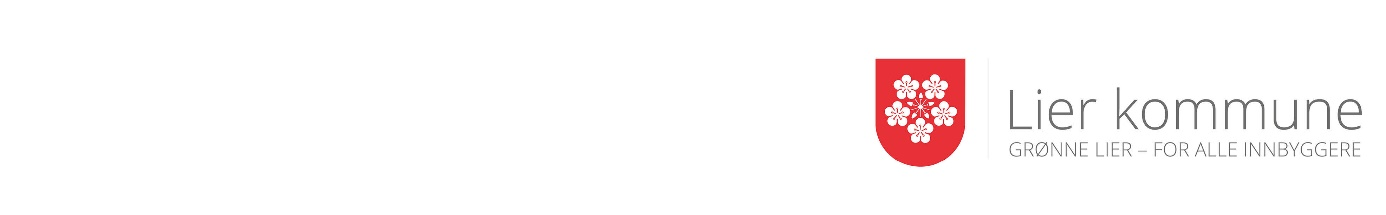 Lier kommune
GRØNNE LIER – FOR ALLE INNBYGGERE